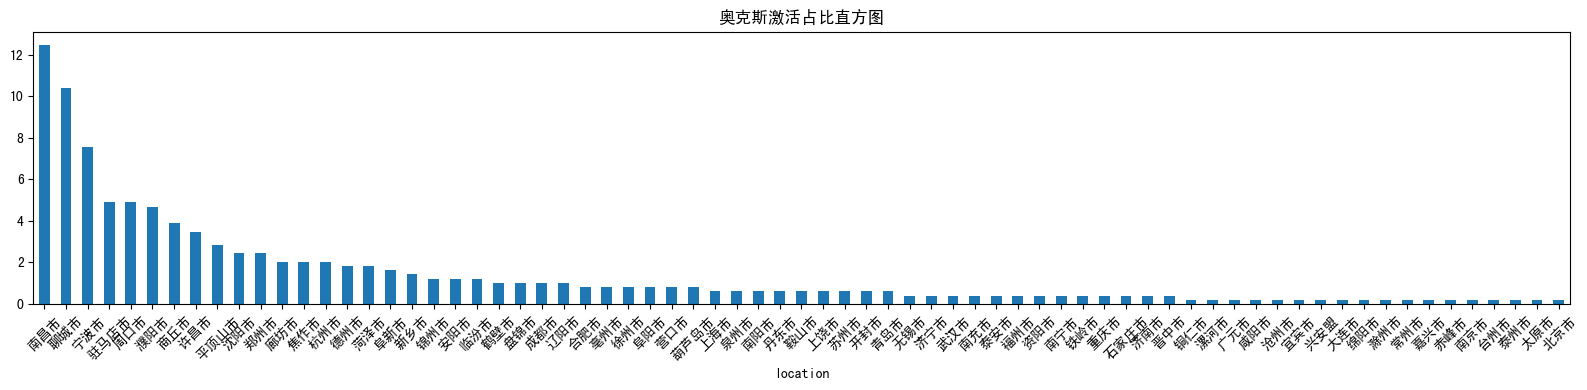 奥克斯激活占比直方图
12
10
8
6
4
2
0
南昌市
聊城市
宁波市
驻马店市
周口市
濮阳市
商丘市
许昌市
平顶山市
沈阳市
郑州市
廊坊市
焦作市
杭州市
德州市
菏泽市
阜新市
新乡市
锦州市
安阳市
临汾市
鹤壁市
盘锦市
成都市
辽阳市
合肥市
亳州市
徐州市
阜阳市
营口市
葫芦岛市
上海市
泉州市
南阳市
丹东市
鞍山市
上饶市
苏州市
开封市
青岛市
无锡市
济宁市
武汉市
南充市
泰安市
福州市
资阳市
南宁市
铁岭市
重庆市
石家庄市
济南市
晋中市
铜仁市
漯河市
广元市
咸阳市
沧州市
宜宾市
兴安盟
大连市
绵阳市
滁州市
常州市
嘉兴市
赤峰市
南京市
台州市
泰州市
太原市
北京市
location